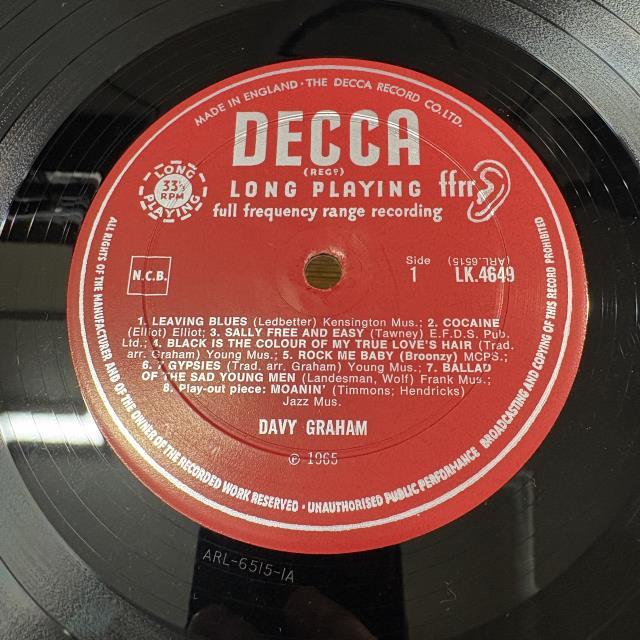 MADE IN ENGLAND · THE DECCA RECORD CO. LTD.
DECCA
(REGD)
LONG PLAYING
33⅓
RPM
LONG PLAYING ffrr
full frequency range recording
N.C.B.
Side
1
(ARL.6515)
LK.4649
1. LEAVING BLUES (Ledbetter) Kensington Mus.; 2. COCAINE
(Elliot) Elliot; 3. SALLY FREE AND EASY (Tawney) E.F.D.S. Pub.
Ltd.; 4. BLACK IS THE COLOUR OF MY TRUE LOVE'S HAIR (Trad.
arr. Graham) Young Mus.; 5. ROCK ME BABY (Broonzy) MCPS.;
6. GYPSIES (Trad. arr. Graham) Young Mus.; 7. BALLAD
OF THE SAD YOUNG MEN (Landesman, Wolf) Frank Mus.;
8. Play-out piece: MOANIN' (Timmons; Hendricks)
Jazz Mus.
DAVY GRAHAM
℗ 1965
ALL RIGHTS OF THE MANUFACTURER AND OF THE OWNER OF THE RECORDED WORK RESERVED · UNAUTHORISED PUBLIC PERFORMANCE BROADCASTING AND COPYING OF THIS RECORD PROHIBITED
ARL-6515-1A